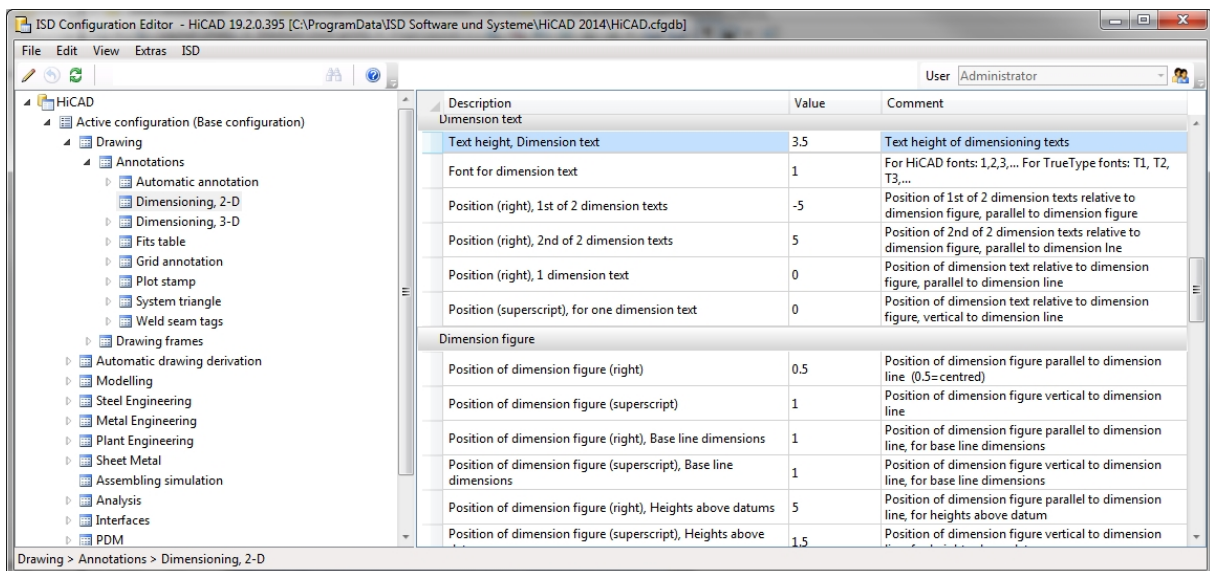 ISD Configuration Editor - HiCAD 19.2.0.395 [C:\ProgramData\ISD Software und Systeme\HiCAD 2014\HiCAD.cfgdb]
File Edit View Extras ISD
User Administrator
HiCAD
Active configuration (Base configuration)
Drawing
Annotations
Automatic annotation
Dimensioning, 2-D
Dimensioning, 3-D
Fits table
Grid annotation
Plot stamp
System triangle
Weld seam tags
Drawing frames
Automatic drawing derivation
Modelling
Steel Engineering
Metal Engineering
Plant Engineering
Sheet Metal
Assembling simulation
Analysis
Interfaces
PDM
Description Value Comment
Dimension text
Text height, Dimension text 3.5 Text height of dimensioning texts
Font for dimension text 1 For HiCAD fonts: 1,2,3,... For TrueType fonts: T1, T2,
T3,...
Position (right), 1st of 2 dimension texts -5 Position of 1st of 2 dimension texts relative to
dimension figure, parallel to dimension figure
Position (right), 2nd of 2 dimension texts 5 Position of 2nd of 2 dimension texts relative to
dimension figure, parallel to dimension lne
Position (right), 1 dimension text 0 Position of dimension text relative to dimension
figure, parallel to dimension line
Position (superscript), for one dimension text 0 Position of dimension text relative to dimension
figure, vertical to dimension line
Dimension figure
Position of dimension figure (right) 0.5 Position of dimension figure parallel to dimension
line (0.5=centred)
Position of dimension figure (superscript) 1 Position of dimension figure vertical to dimension
line
Position of dimension figure (right), Base line dimensions 1 Position of dimension figure parallel to dimension
line, for base line dimensions
Position of dimension figure (superscript), Base line
dimensions 1 Position of dimension figure vertical to dimension
line, for base line dimensions
Position of dimension figure (right), Heights above datums 5 Position of dimension figure parallel to dimension
line, for heights above datum
Position of dimension figure (superscript), Heights above 1.5 Position of dimension figure vertical to dimension
Drawing > Annotations > Dimensioning, 2-D